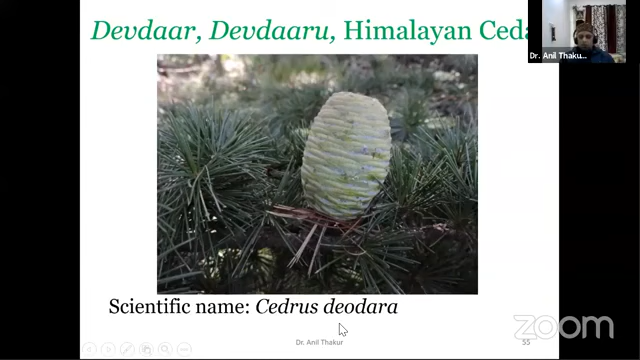 Devdaar, Devdaaru, Himalayan Ceda
Dr. Anil Thaku...
Scientific name: Cedrus deodara
Dr. Anil Thakur
55
zoom